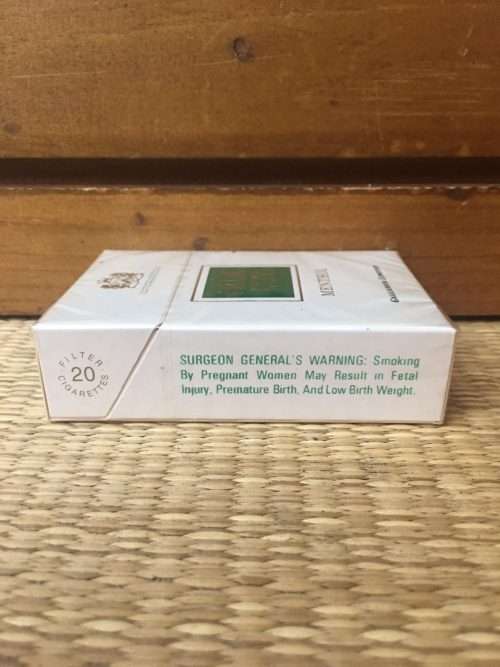 MENTHOL
FILTER
20
CIGARETTES
SURGEON GENERAL'S WARNING: Smoking
By Pregnant Women May Result in Fetal
Injury, Premature Birth, And Low Birth Weight.